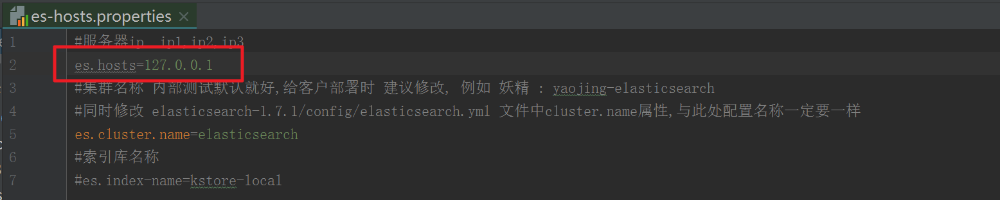 es-hosts.properties
1 #服务器ip ip1,ip2,ip3
2 es.hosts=127.0.0.1
3 #集群名称 内部测试默认就好,给客户部署时 建议修改, 例如 妖精 : yaojing-elasticsearch
4 #同时修改 elasticsearch-1.7.1/config/elasticsearch.yml 文件中cluster.name属性,与此处配置名称一定要一样
5 es.cluster.name=elasticsearch
6 #索引库名称
7 #es.index-name=kstore-local